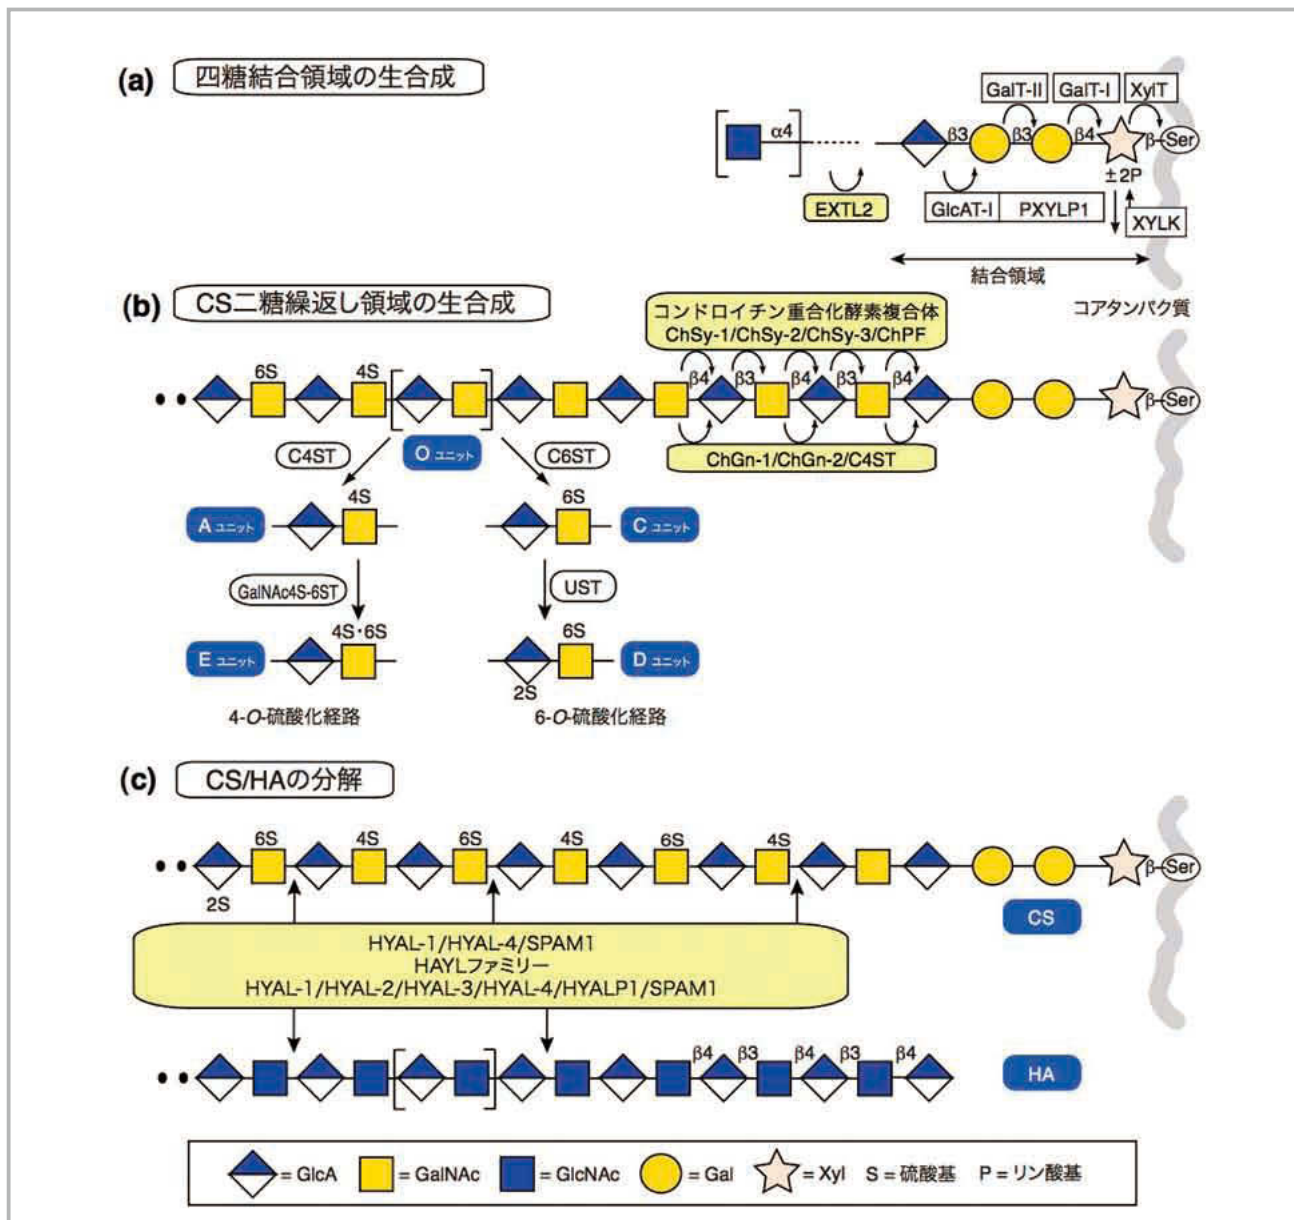 (a) 四糖結合領域の生合成
GalT-II GalT-I XylT
α4 β3 β3 β4 β Ser
±2P
EXTL2 GlcAT-I PXYLP1 XYLK
結合領域
コアタンパク質
(b) CS二糖繰返し領域の生合成
コンドロイチン重合化酵素複合体
ChSy-1/ChSy-2/ChSy-3/ChPF
6S 4S β4 β3 β4 β3 β4
β Ser
ChGn-1/ChGn-2/C4ST
C4ST O ユニット C6ST
4S 6S
A ユニット C ユニット
GalNAc4S-6ST UST
4S・6S 6S
E ユニット D ユニット
2S
4-O-硫酸化経路 6-O-硫酸化経路
(c) CS/HAの分解
6S 4S 6S 4S 6S 4S
β Ser
2S
CS
HYAL-1/HYAL-4/SPAM1
HAYLファミリー
HYAL-1/HYAL-2/HYAL-3/HYAL-4/HYALP1/SPAM1
β4 β3 β4 β3 β4
HA
= GlcA = GalNAc = GlcNAc = Gal = Xyl S = 硫酸基 P = リン酸基